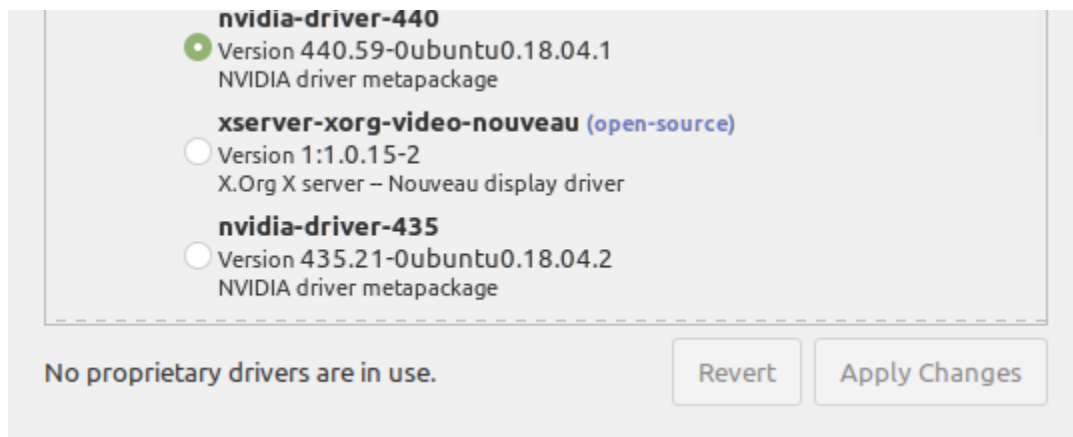 nvidia-driver-440
Version 440.59-0ubuntu0.18.04.1
NVIDIA driver metapackage
xserver-xorg-video-nouveau (open-source)
Version 1:1.0.15-2
X.Org X server -- Nouveau display driver
nvidia-driver-435
Version 435.21-0ubuntu0.18.04.2
NVIDIA driver metapackage
No proprietary drivers are in use.
Revert
Apply Changes